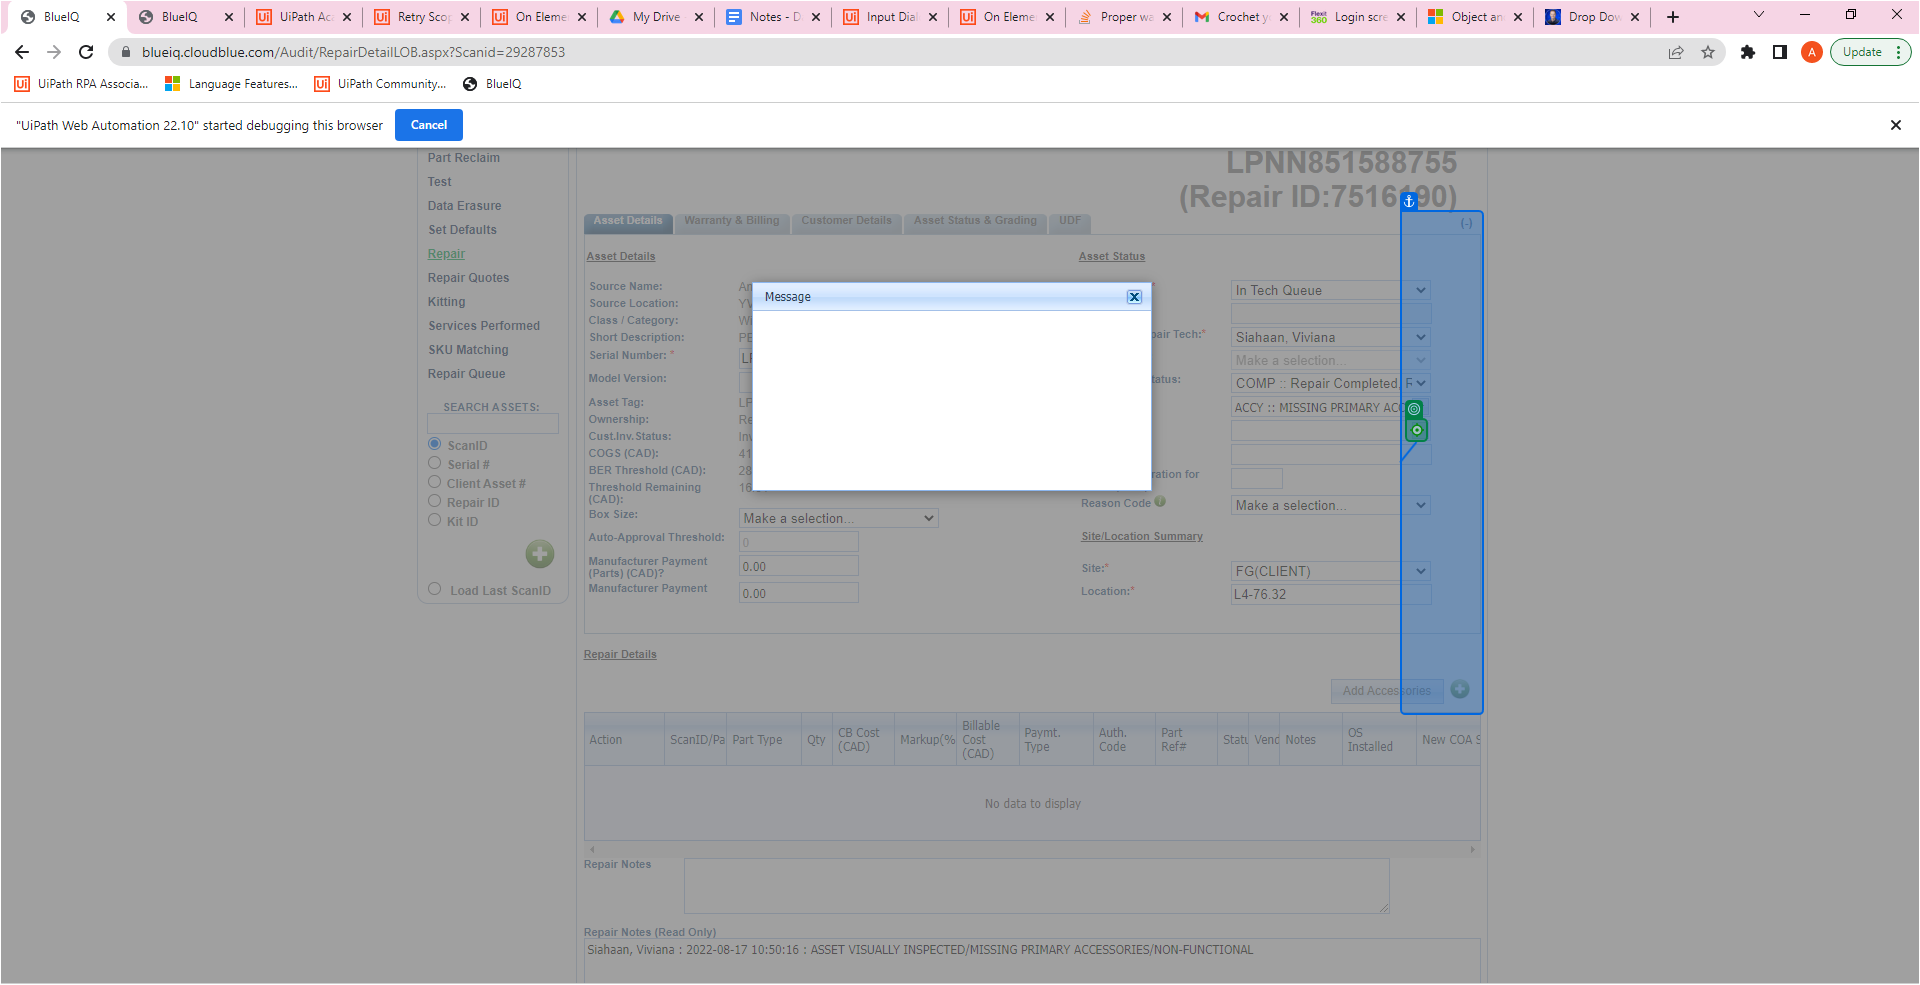 BlueIQ
BlueIQ
UiPath Aca
Retry Scop
On Eleme
My Drive
Notes - D
Input Dial
On Eleme
Proper wa
Gmail Crochet y
Flexit 360 Login scre
Object an
Drop Dow
blueiq.cloudblue.com/Audit/RepairDetailLOB.aspx?Scanid=29287853
A
Update
UiPath RPA Associa...
Language Features...
UiPath Community...
BlueIQ
"UiPath Web Automation 22.10" started debugging this browser
Cancel
Part Reclaim
Test
Data Erasure
Set Defaults
Repair
Repair Quotes
Kitting
Services Performed
SKU Matching
Repair Queue
SEARCH ASSETS:
ScanID
Serial #
Client Asset #
Repair ID
Kit ID
Load Last ScanID
LPNN851588755
(Repair ID:7516190)
Asset Details
Warranty & Billing
Customer Details
Asset Status & Grading
UDF
(-)
Asset Details
Source Name:
Source Location:
Class / Category:
Short Description:
Serial Number: *
Model Version:
Asset Tag:
Ownership:
Cust.Inv.Status:
COGS (CAD):
BER Threshold (CAD):
Threshold Remaining
(CAD):
Box Size:
Make a selection...
Auto-Approval Threshold:
0
Manufacturer Payment
(Parts) (CAD)?
0.00
Manufacturer Payment
0.00
Message
Asset Status
In Tech Queue
pair Tech:*
Siahaan, Viviana
Make a selection...
tatus:
COMP :: Repair Completed, R
ACCY :: MISSING PRIMARY ACC
ration for
Reason Code
Make a selection...
Site/Location Summary
Site:*
FG(CLIENT)
Location:*
L4-76.32
Repair Details
Add Accessories
Action
ScanID/Pa
Part Type
Qty
CB Cost
(CAD)
Markup(%
Billable
Cost
(CAD)
Paymt.
Type
Auth.
Code
Part
Ref#
Statu
Vend
Notes
OS
Installed
New COA S
No data to display
Repair Notes
Repair Notes (Read Only)
Siahaan, Viviana : 2022-08-17 10:50:16 : ASSET VISUALLY INSPECTED/MISSING PRIMARY ACCESSORIES/NON-FUNCTIONAL